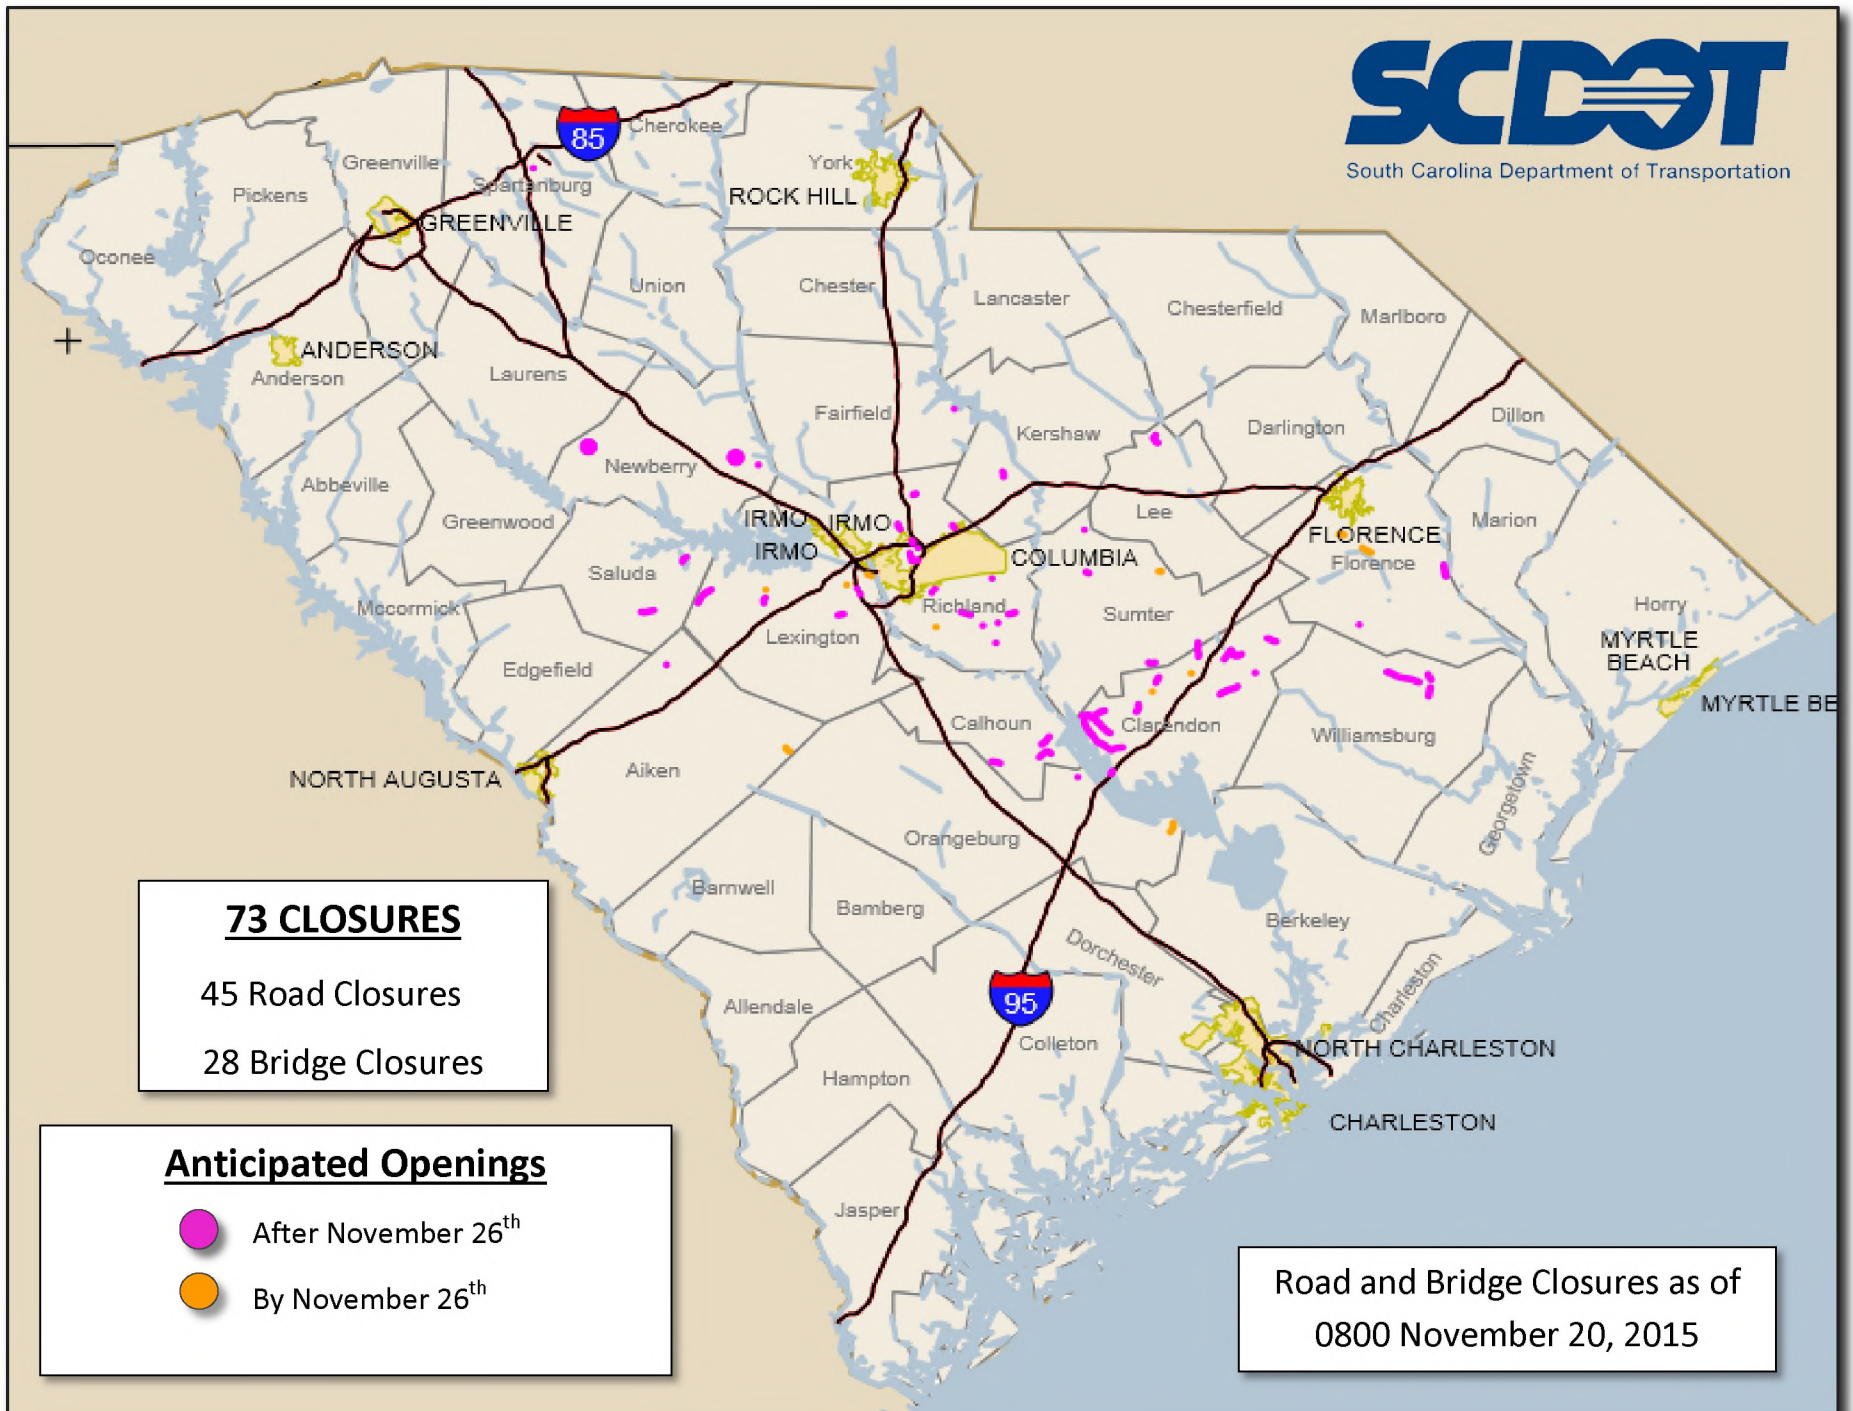 SCDOT
South Carolina Department of Transportation
85
Cherokee
Greenville
York
Spartanburg
Pickens
ROCK HILL
GREENVILLE
Oconee
Union
Chester
Lancaster
Chesterfield
Marlboro
ANDERSON
Anderson
Laurens
Fairfield
Kershaw
Darlington
Dillon
Newberry
Abbeville
Greenwood
IRMO
IRMO
IRMO
Lee
Marion
FLORENCE
Florence
COLUMBIA
Saluda
Mccormick
Richland
Sumter
Horry
Lexington
MYRTLE
BEACH
Edgefield
MYRTLE BE
Calhoun
Clarendon
Williamsburg
Aiken
NORTH AUGUSTA
Georgetown
Orangeburg
Barnwell
Bamberg
Berkeley
Dorchester
Charleston
Allendale
95
Colleton
NORTH CHARLESTON
Hampton
CHARLESTON
Jasper
73 CLOSURES
45 Road Closures
28 Bridge Closures
Anticipated Openings
After November 26th
By November 26th
Road and Bridge Closures as of
0800 November 20, 2015